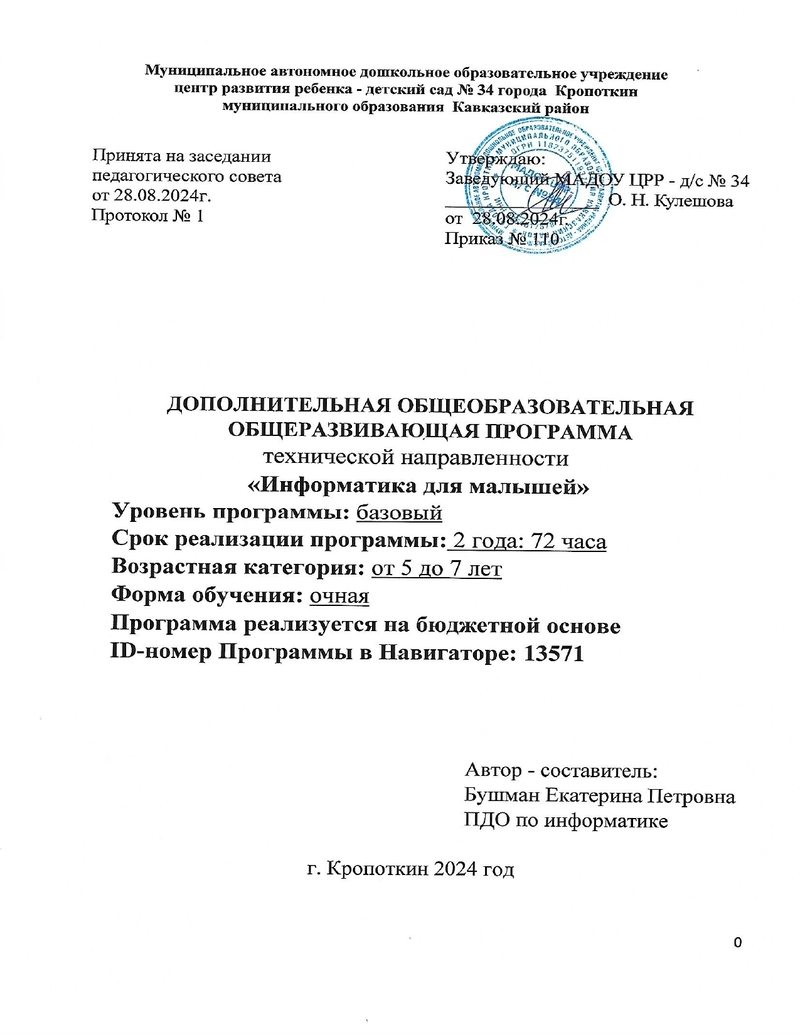 Муниципальное автономное дошкольное образовательное учреждение
центр развития ребенка - детский сад № 34 города Кропоткин
муниципального образования Кавказский район
Принята на заседании
педагогического совета
от 28.08.2024г.
Протокол № 1
Утверждаю:
Заведующий МАДОУ ЦРР - д/с № 34
О. Н. Кулешова
от 28.08.2024г.
Приказ № 110
ДОПОЛНИТЕЛЬНАЯ ОБЩЕОБРАЗОВАТЕЛЬНАЯ
ОБЩЕРАЗВИВАЮЩАЯ ПРОГРАММА
технической направленности
«Информатика для малышей»
Уровень программы: базовый
Срок реализации программы: 2 года: 72 часа
Возрастная категория: от 5 до 7 лет
Форма обучения: очная
Программа реализуется на бюджетной основе
ID-номер Программы в Навигаторе: 13571
Автор - составитель:
Бушман Екатерина Петровна
ПДО по информатике
г. Кропоткин 2024 год
0